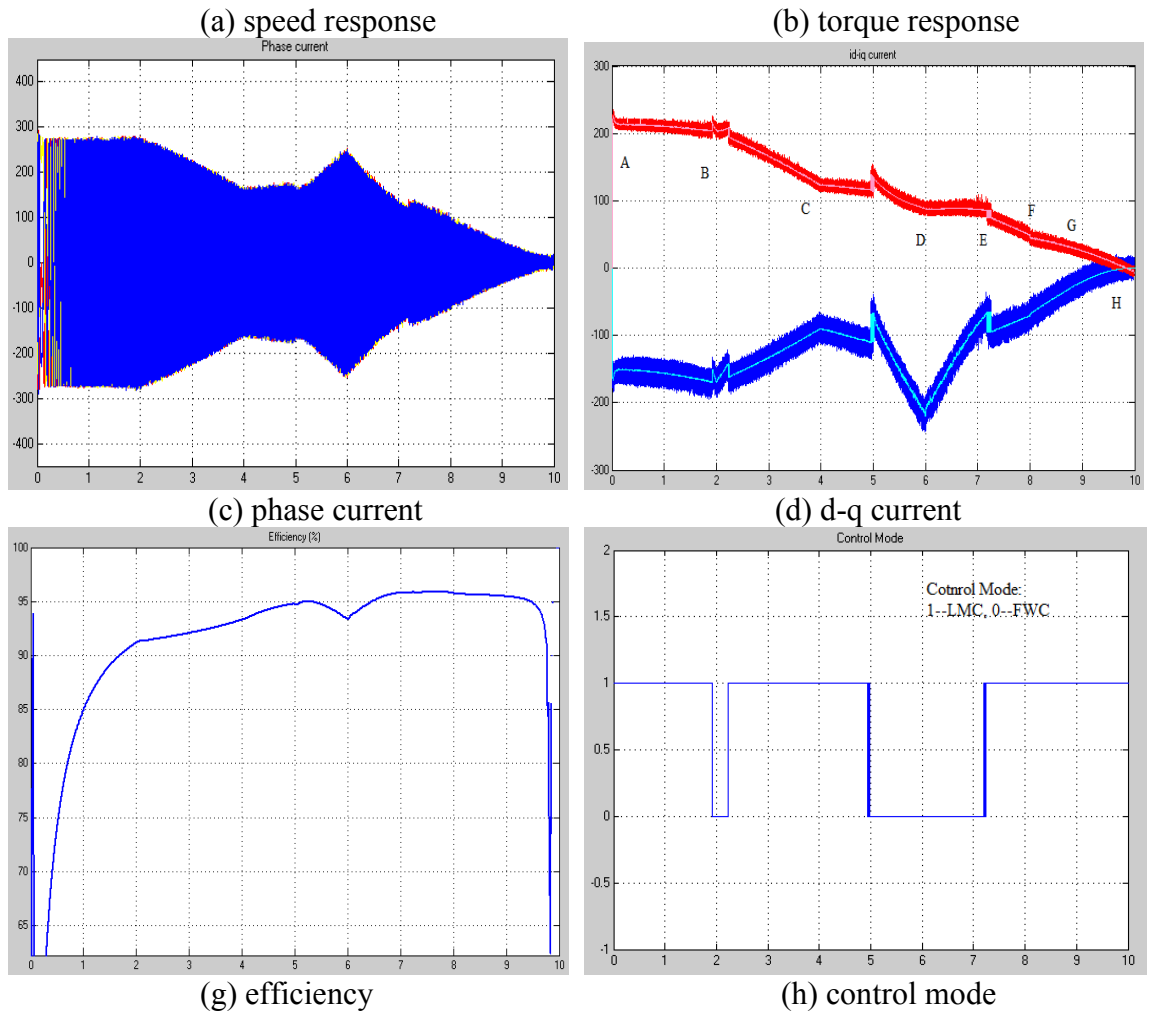 (a) speed response
(b) torque response
Phase current
400
300
200
100
0
-100
-200
-300
-400
0 1 2 3 4 5 6 7 8 9 10
(c) phase current
id-iq current
300
200
100
0
-100
-200
-300
A
B
C
D
E
F
G
H
0 1 2 3 4 5 6 7 8 9 10
(d) d-q current
Efficiency (%)
100
95
90
85
80
75
70
65
0 1 2 3 4 5 6 7 8 9 10
(g) efficiency
Control Mode
2
1.5
1
0.5
0
-0.5
-1
Cotnrol Mode:
1--LMC, 0--FWC
0 1 2 3 4 5 6 7 8 9 10
(h) control mode